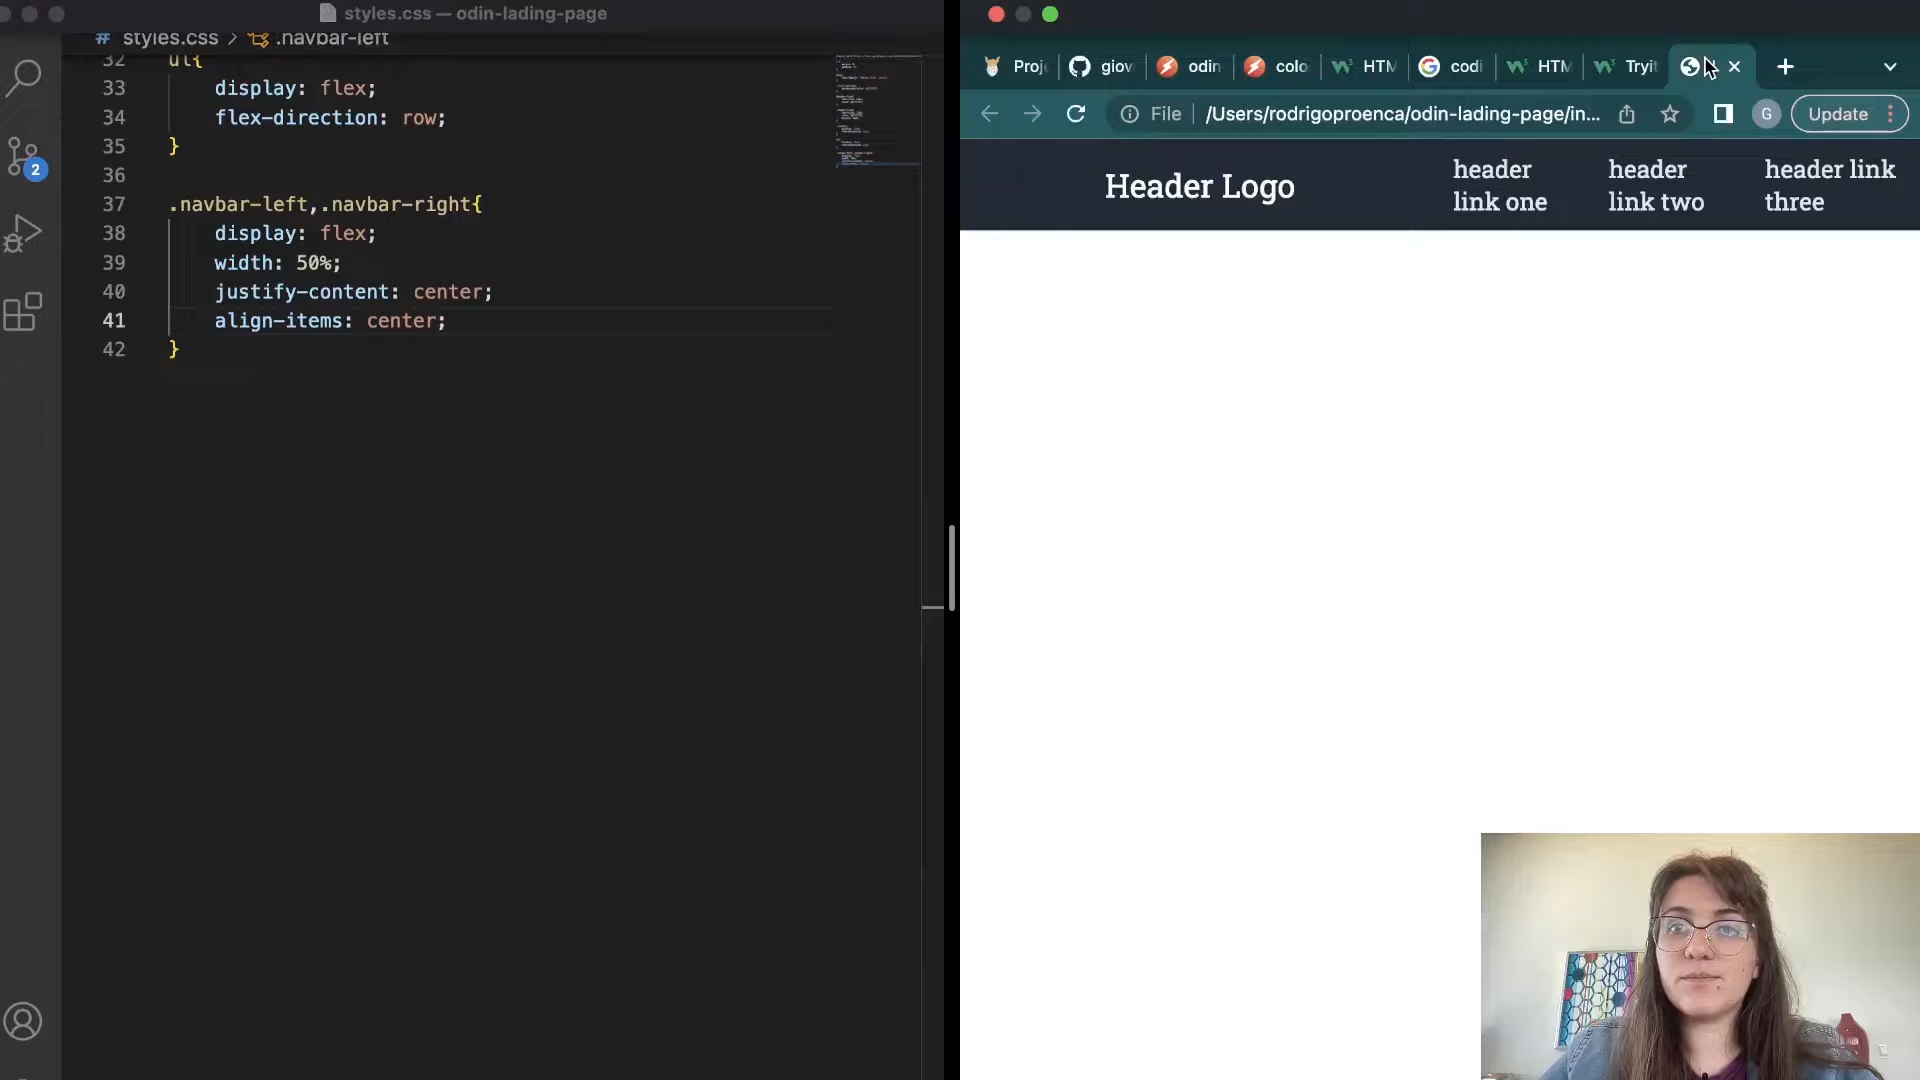 styles.css — odin-lading-page
# styles.css > .navbar-left
32 ul{
33 display: flex;
34 flex-direction: row;
35 }
36
37 .navbar-left,.navbar-right{
38 display: flex;
39 width: 50%;
40 justify-content: center;
41 align-items: center;
42 }
2
Proj
giov
odin
colo
HTM
codi
HTM
Tryit
File
/Users/rodrigoproenca/odin-lading-page/in...
G
Update
Header Logo
header
link one
header
link two
header link
three